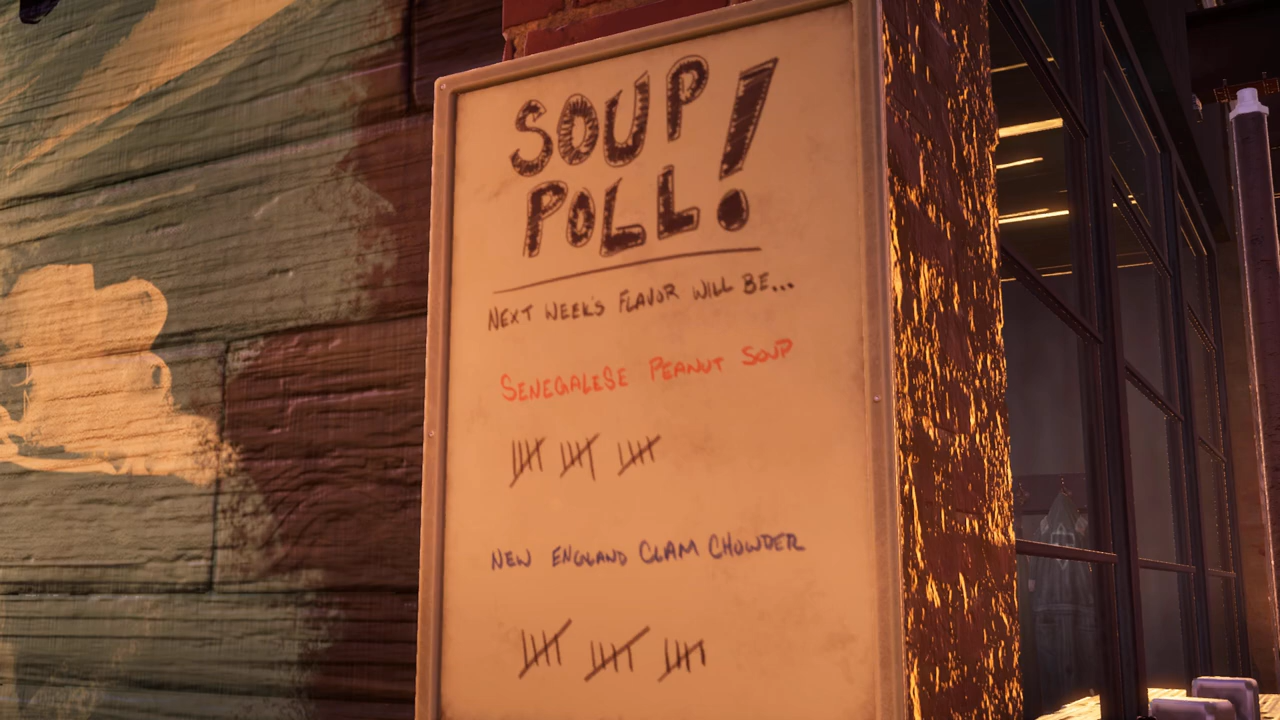 SOUP
POLL!
NEXT WEEK'S FLAVOR WILL BE...
SENEGALESE PEANUT SOUP
NEW ENGLAND CLAM CHOWDER